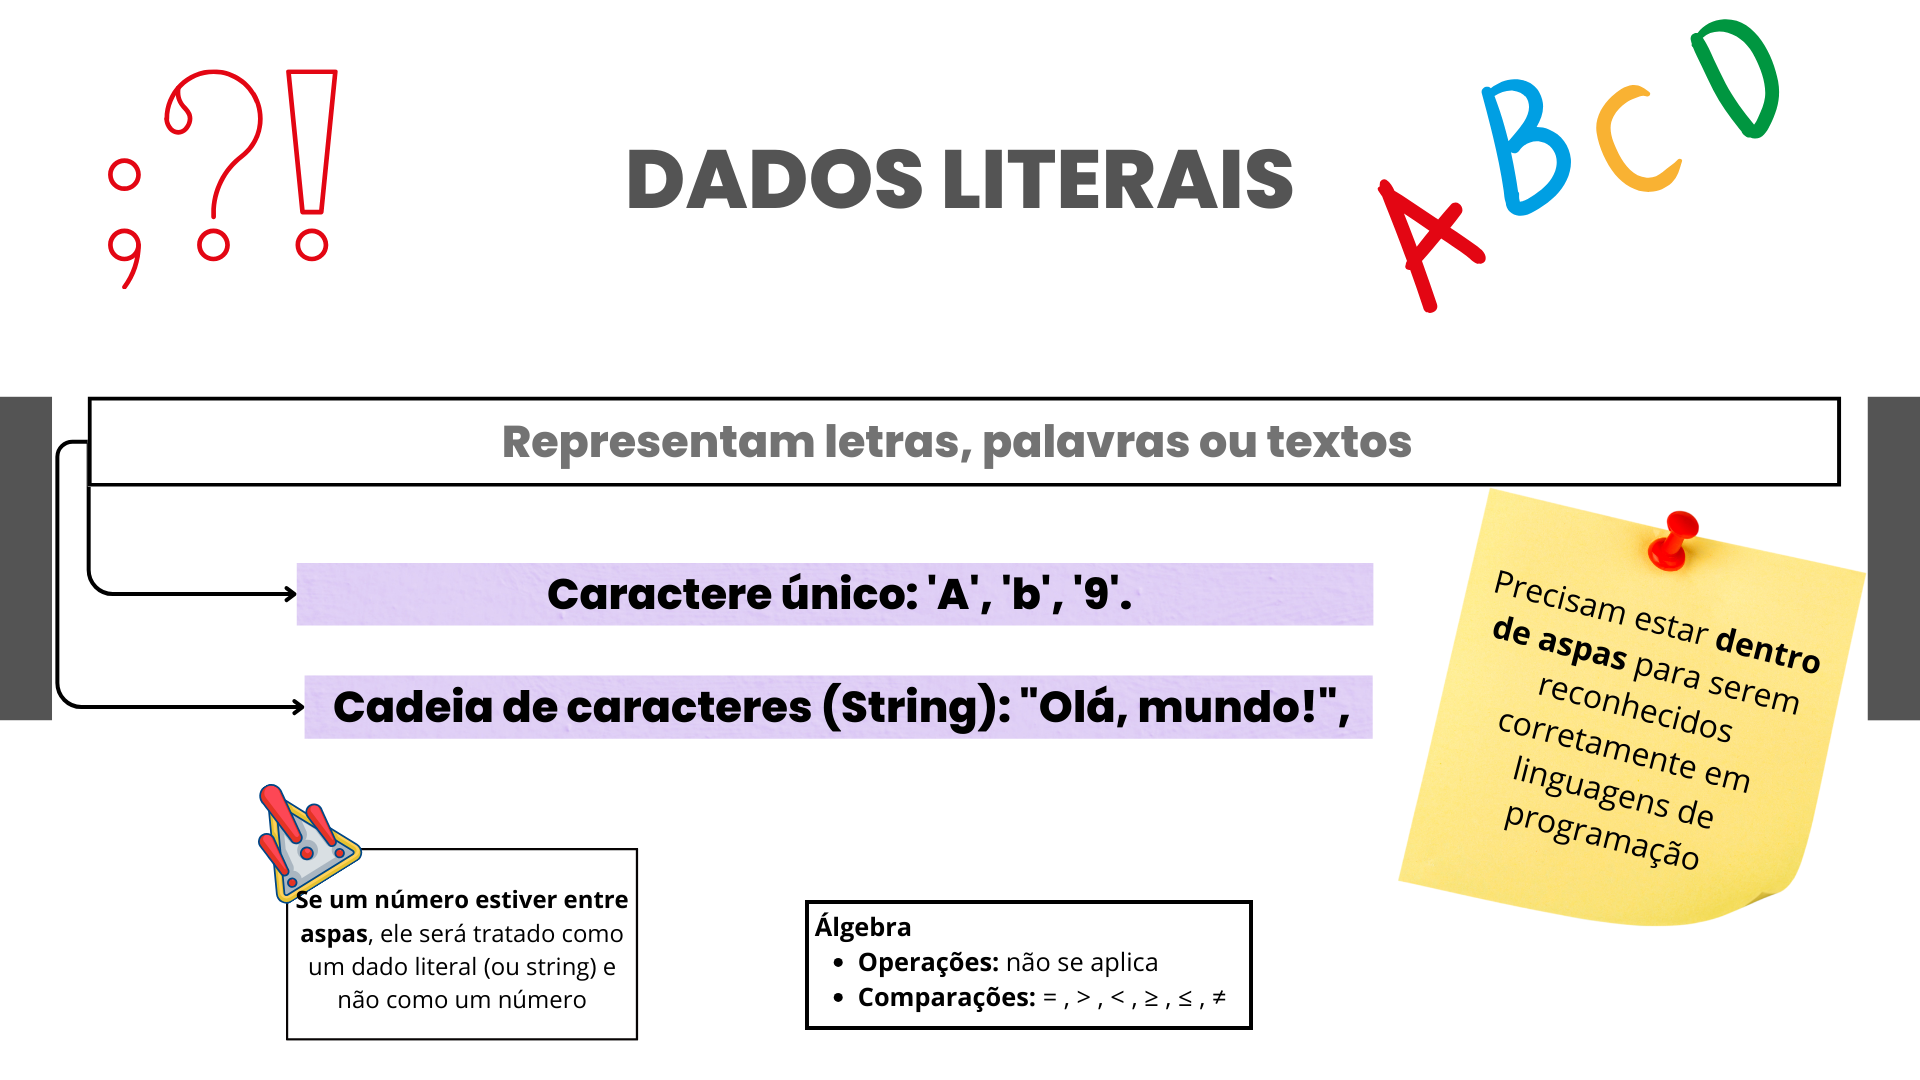 ; ? !
A B C D
DADOS LITERAIS
Representam letras, palavras ou textos
Caractere único: 'A', 'b', '9'.
Cadeia de caracteres (String): "Olá, mundo!",
Precisam estar dentro
de aspas para serem
reconhecidos
corretamente em
linguagens de
programação
Se um número estiver entre
aspas, ele será tratado como
um dado literal (ou string) e
não como um número
Álgebra
• Operações: não se aplica
• Comparações: = , > , < , ≥ , ≤ , ≠